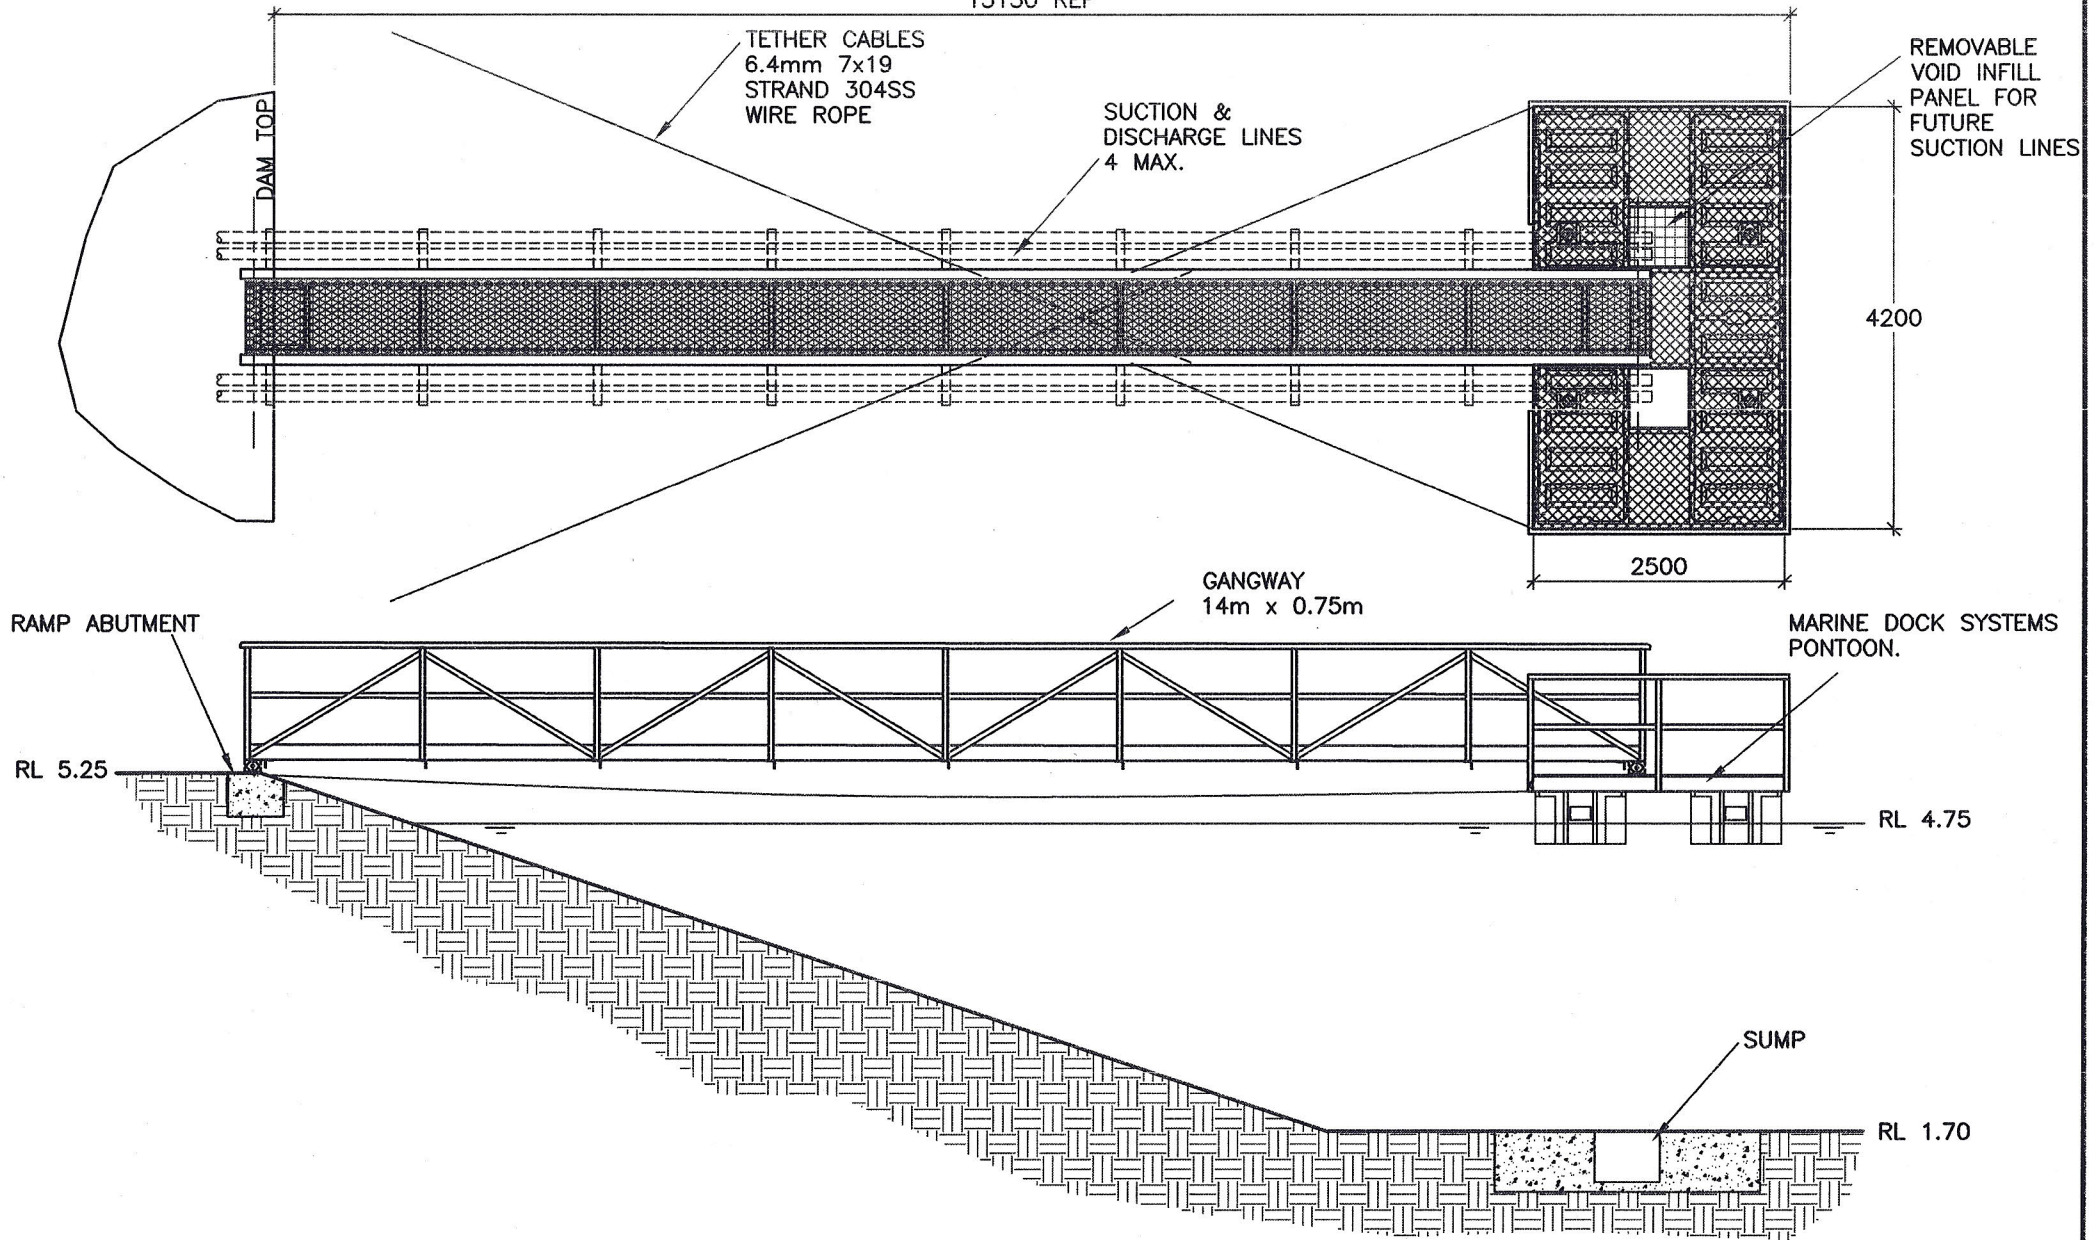 TETHER CABLES
6.4mm 7x19
STRAND 304SS
WIRE ROPE
SUCTION &
DISCHARGE LINES
4 MAX.
REMOVABLE
VOID INFILL
PANEL FOR
FUTURE
SUCTION LINES
DAM TOP
4200
2500
GANGWAY
14m x 0.75m
RAMP ABUTMENT
MARINE DOCK SYSTEMS
PONTOON.
RL 5.25
RL 4.75
SUMP
RL 1.70